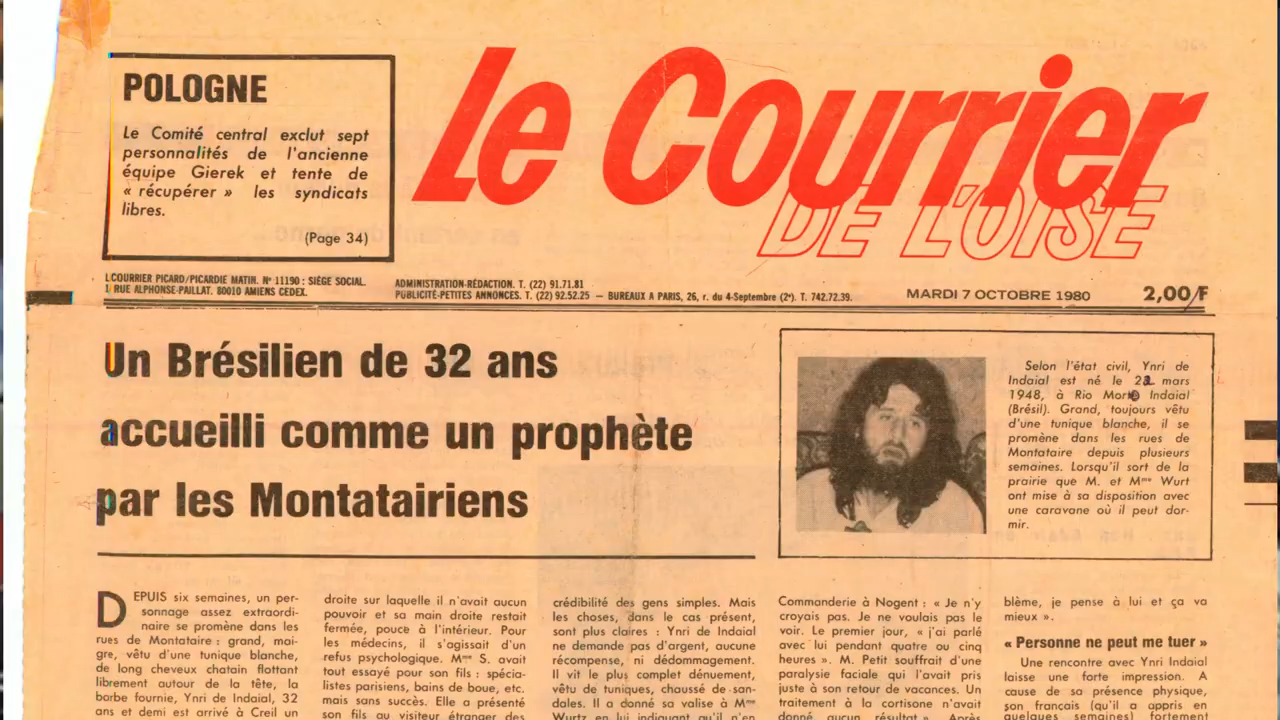 POLOGNE
Le Comité central exclut sept
personnalités de l'ancienne
équipe Gierek et tente de
« récupérer » les syndicats
libres.
(Page 34)
Le Courrier
DE L'OISE
L COURRIER PICARD/PICARDIE MATIN. N° 11190 : SIÈGE SOCIAL.
1 RUE ALPHONSE-PAILLAT. 80010 AMIENS CEDEX.
ADMINISTRATION-RÉDACTION. T. (22) 91.71.81
PUBLICITÉ-PETITES ANNONCES. T. (22) 92.52.25 — BUREAUX A PARIS, 26, r. du 4-Septembre (2e). T. 742.72.39.
MARDI 7 OCTOBRE 1980
2,00 F
Un Brésilien de 32 ans
accueilli comme un prophète
par les Montatairiens
Selon l'état civil, Ynri de
Indaial est né le mars
1948, à Rio Indaial
(Brésil). Grand, toujours vêtu
d'une tunique blanche, il se
promène dans les rues de
Montataire depuis plusieurs
semaines. Lorsqu'il sort de la
prairie que M. et Mme Wurt
ont mise à sa disposition avec
une caravane où il peut dor-
mir.
DEPUIS six semaines, un per-
sonnage assez extraordi-
naire se promène dans les
rues de Montataire : grand, mai-
gre, vêtu d'une tunique blanche,
de long cheveux chatain flottant
librement autour de la tête, la
barbe fournie, Ynri de Indaial, 32
ans et demi est arrivé à Creil un
droite sur laquelle il n'avait aucun
pouvoir et sa main droite restait
fermée, pouce à l'intérieur. Pour
les médecins, il s'agissait d'un
refus psychologique. Mme S. avait
tout essayé pour son fils : spécia-
listes parisiens, bains de boue, etc.
mais sans succès. Elle a présenté
son fils au visiteur étranger des
crédibilité des gens simples. Mais
les choses, dans le cas présent,
sont plus claires : Ynri de Indaial
ne demande pas d'argent, aucune
récompense, ni dédommagement.
Il vit le plus complet dénuement,
vêtu de tuniques, chaussé de san-
dales. Il a donné sa valise à Mme
Wurtz en lui indiquant qu'il n'en
Commanderie à Nogent : « Je n'y
croyais pas. Je ne voulais pas le
voir. Le premier jour, « j'ai parlé
avec lui pendant quatre ou cinq
heures ». M. Petit souffrait d'une
paralysie faciale qui l'avait pris
juste à son retour de vacances. Un
traitement à la cortisone n'avait
donné aucun résultat ». Après
blème, je pense à lui et ça va
mieux ».
« Personne ne peut me tuer »
Une rencontre avec Ynri Indaial
laisse une forte impression. A
cause de sa présence physique,
son français (qu'il a appris en
quelques semaines) fortement